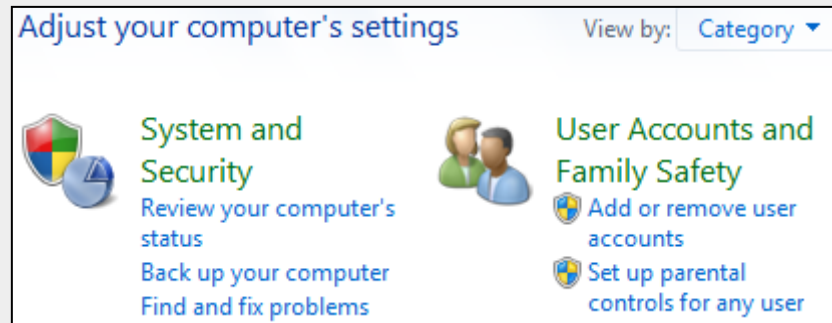 Adjust your computer's settings
View by: Category
System and
Security
Review your computer's
status
Back up your computer
Find and fix problems
User Accounts and
Family Safety
Add or remove user
accounts
Set up parental
controls for any user